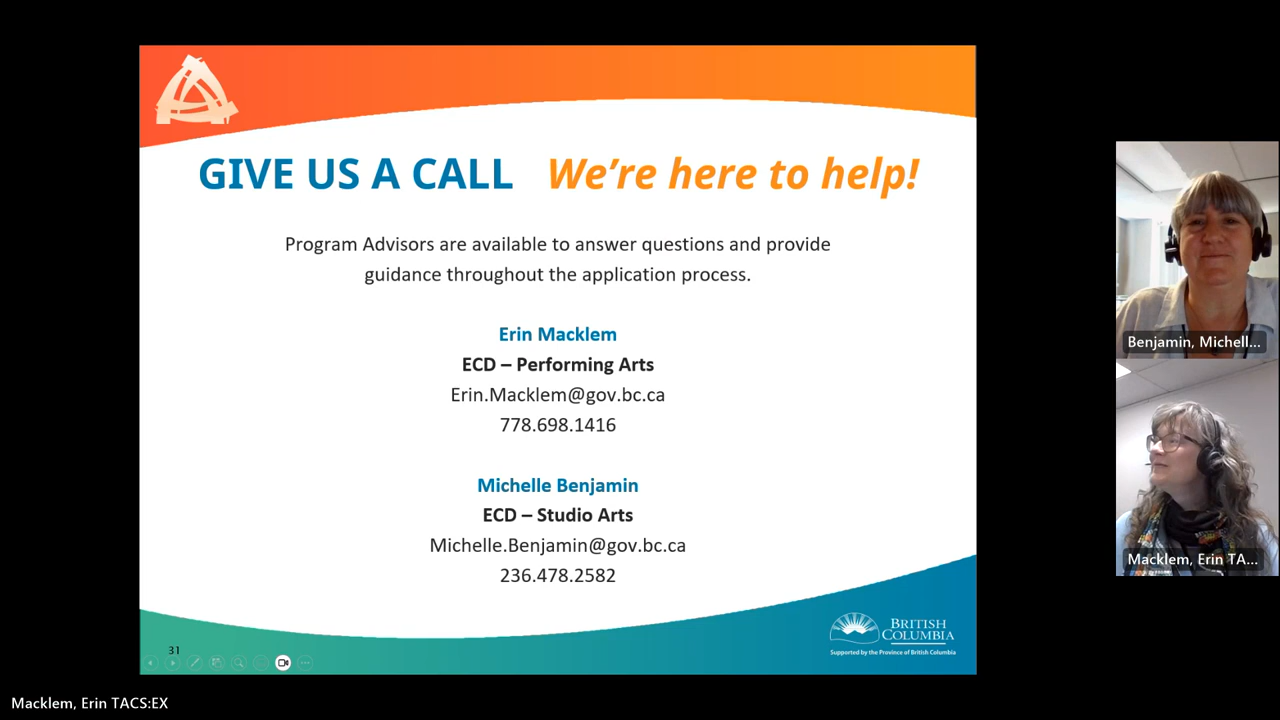 GIVE US A CALL We’re here to help!
Program Advisors are available to answer questions and provide
guidance throughout the application process.
Erin Macklem
ECD – Performing Arts
Erin.Macklem@gov.bc.ca
778.698.1416
Michelle Benjamin
ECD – Studio Arts
Michelle.Benjamin@gov.bc.ca
236.478.2582
31
BRITISH
COLUMBIA
Supported by the Province of British Columbia
Benjamin, Michell...
Macklem, Erin TA...
Macklem, Erin TACS:EX